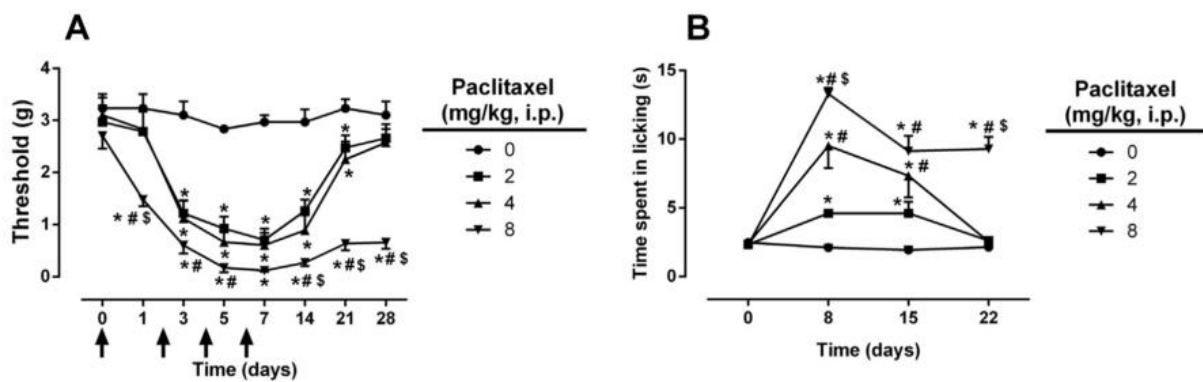 A
Threshold (g)
4
3
2
1
0
* # $
*
*
* #
*
*
* #
*
*
*
*
* # $
*
*
* # $
* # $
0 1 3 5 7 14 21 28
Time (days)
Paclitaxel
(mg/kg, i.p.)
0
2
4
8
B
Time spent in licking (s)
15
10
5
0
* # $
* #
*
* #
* #
*
* # $
0 8 15 22
Time (days)
Paclitaxel
(mg/kg, i.p.)
0
2
4
8